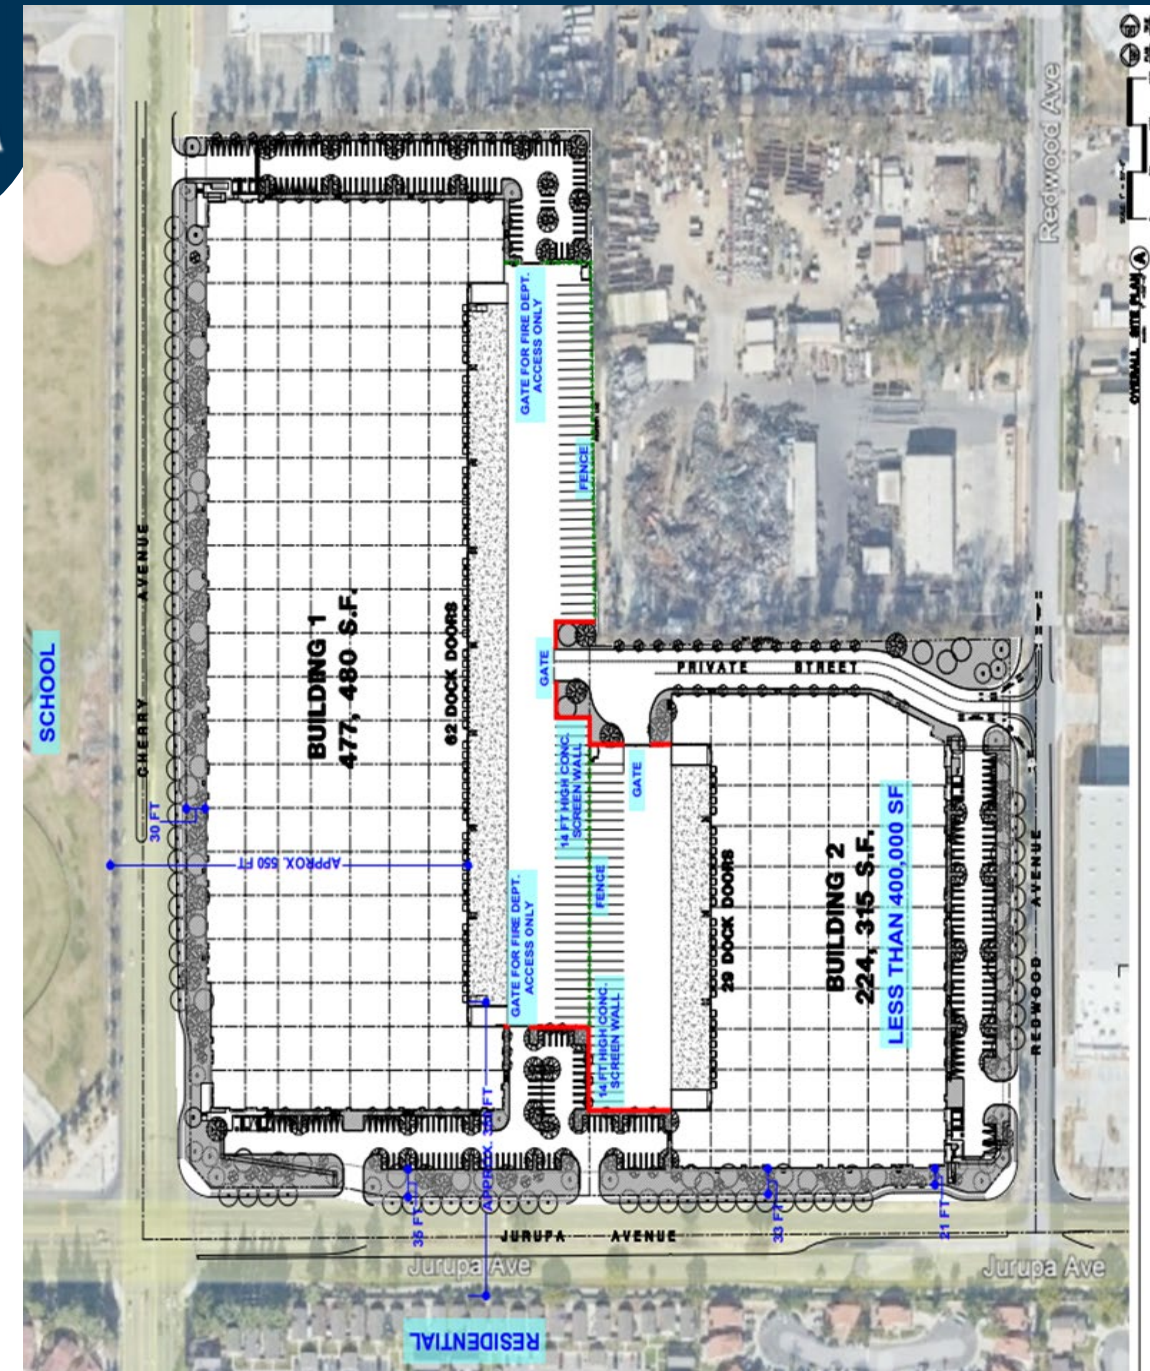 Redwood Ave
OVERALL SITE PLAN A
SCHOOL
CHERRY AVENUE
GATE FOR FIRE DEPT.
ACCESS ONLY
FENCE
BUILDING 1
477, 480 S.F.
62 DOCK DOORS
GATE
PRIVATE STREET
14 FT HIGH CONC.
SCREEN WALL
GATE
30 FT
APPROX. 550 FT
GATE FOR FIRE DEPT.
ACCESS ONLY
FENCE
29 DOCK DOORS
BUILDING 2
224, 315 S.F.
LESS THAN 400,000 SF
REDWOOD AVENUE
14 FT HIGH CONC.
SCREEN WALL
APPROX. FT
35 FT
33 FT
21 FT
JURUPA AVENUE
Jurupa Ave
Jurupa Ave
RESIDENTIAL